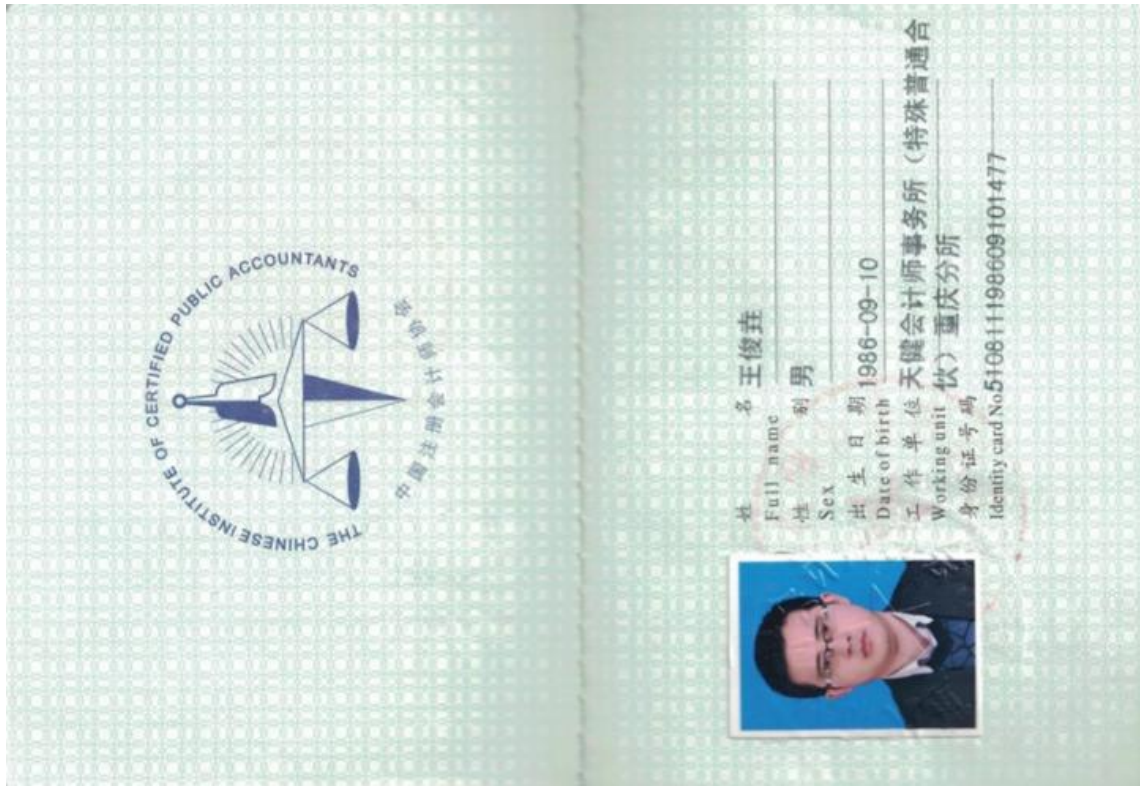 THE CHINESE INSTITUTE OF CERTIFIED PUBLIC ACCOUNTANTS
中国注册会计师协会
姓 名 王俊垚
Full name
性 别 男
Sex
出 生 日 期 1986-09-10
Date of birth
工 作 单 位 天健会计师事务所（特殊普通合
Working unit 伙）重庆分所
身份证号码
Identity card No. 510811198609101477